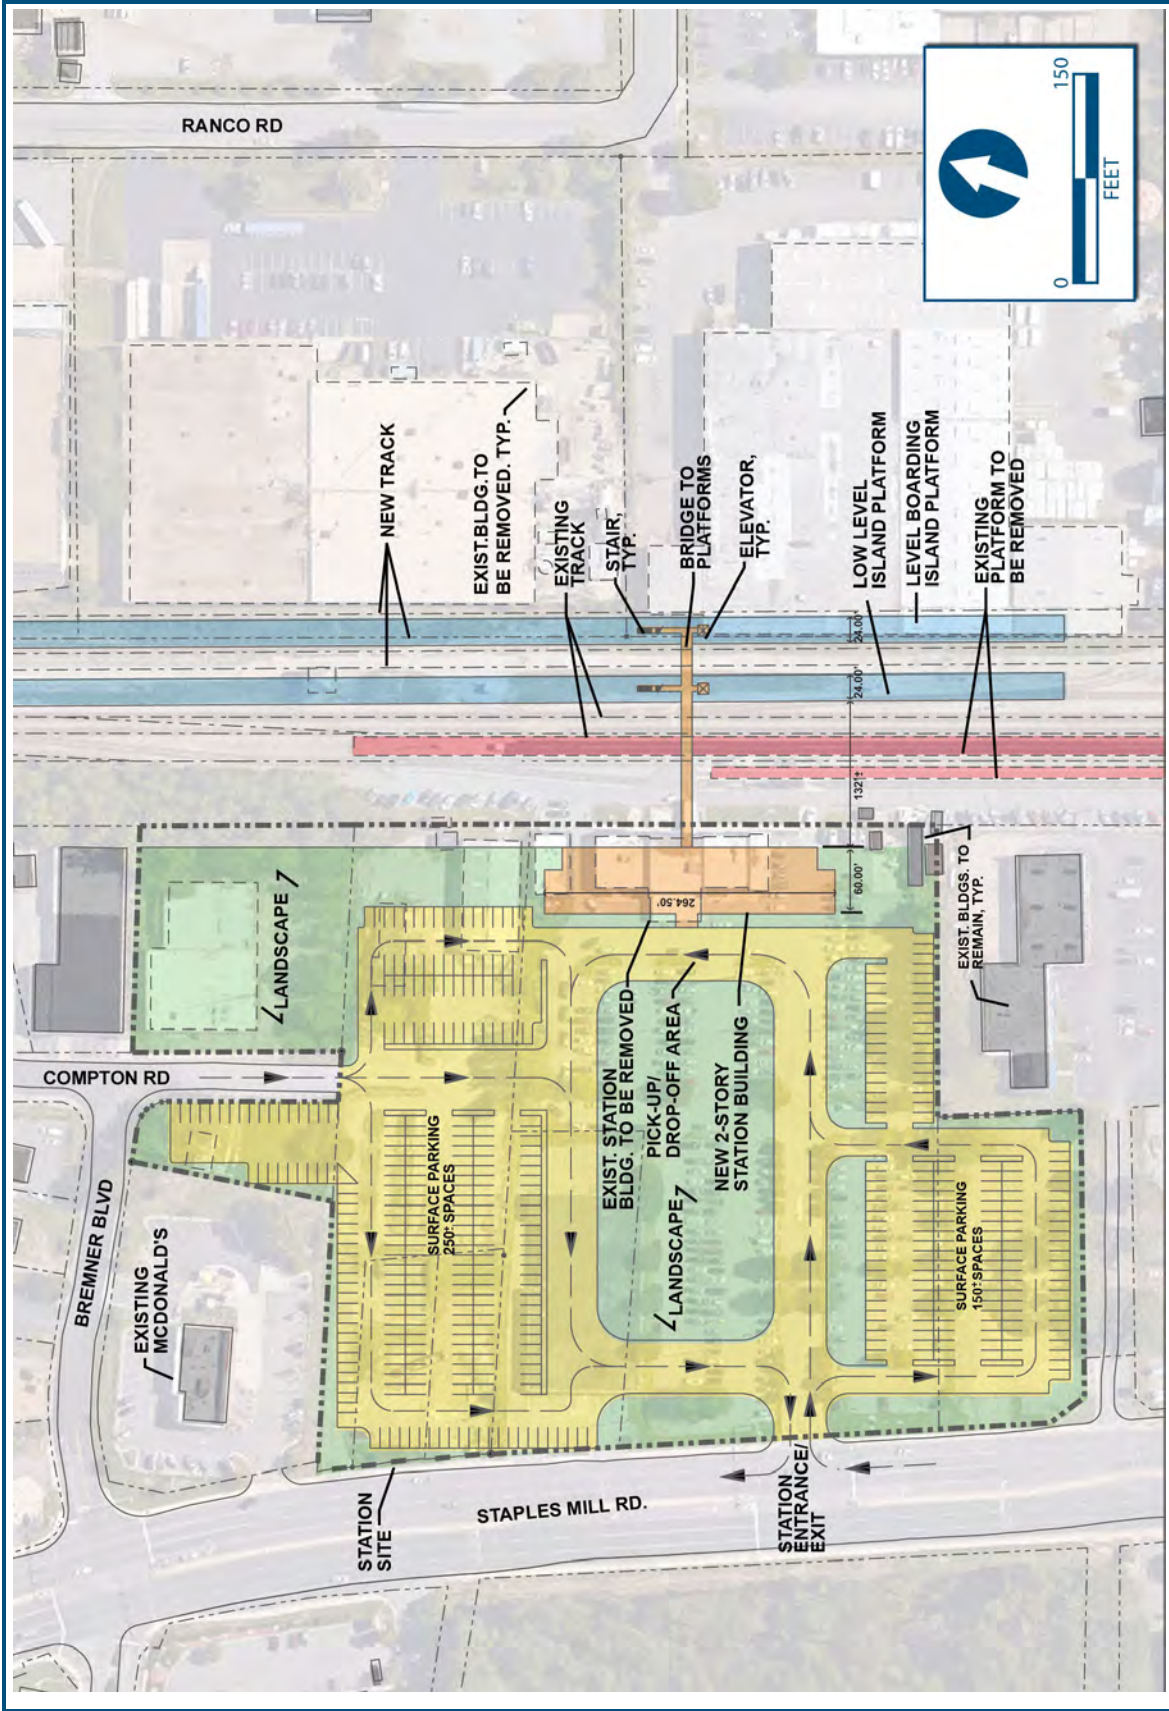 RANCO RD
150
FEET
0
NEW TRACK
EXIST.BLDG.TO
BE REMOVED. TYP.
EXISTING
TRACK
STAIR,
TYP.
BRIDGE TO
PLATFORMS
ELEVATOR,
TYP.
LOW LEVEL
ISLAND PLATFORM
LEVEL BOARDING
ISLAND PLATFORM
EXISTING
PLATFORM TO
BE REMOVED
24.00'
24.00'
132'±
60.00'
264.50'
LANDSCAPE
EXIST. BLDGS. TO
REMAIN, TYP.
COMPTON RD
EXIST. STATION
BLDG. TO BE REMOVED
PICK-UP/
DROP-OFF AREA
NEW 2-STORY
STATION BUILDING
LANDSCAPE
SURFACE PARKING
250± SPACES
SURFACE PARKING
150± SPACES
BREMNER BLVD
EXISTING
MCDONALD'S
STATION
SITE
STAPLES MILL RD.
STATION
ENTRANCE/
EXIT